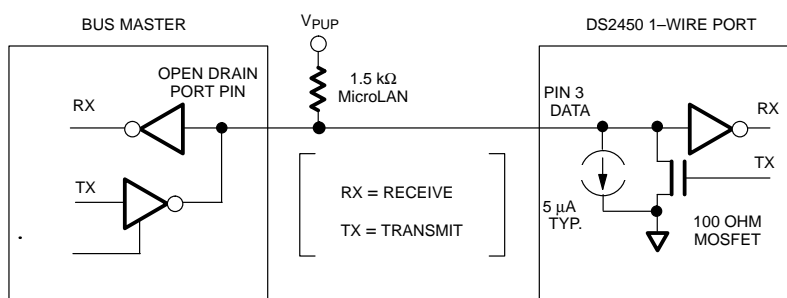 BUS MASTER
VPUP
DS2450 1–WIRE PORT
OPEN DRAIN
PORT PIN
RX
1.5 kΩ
MicroLAN
PIN 3
DATA
RX
TX
TX
RX = RECEIVE
TX = TRANSMIT
5 µA
TYP.
100 OHM
MOSFET